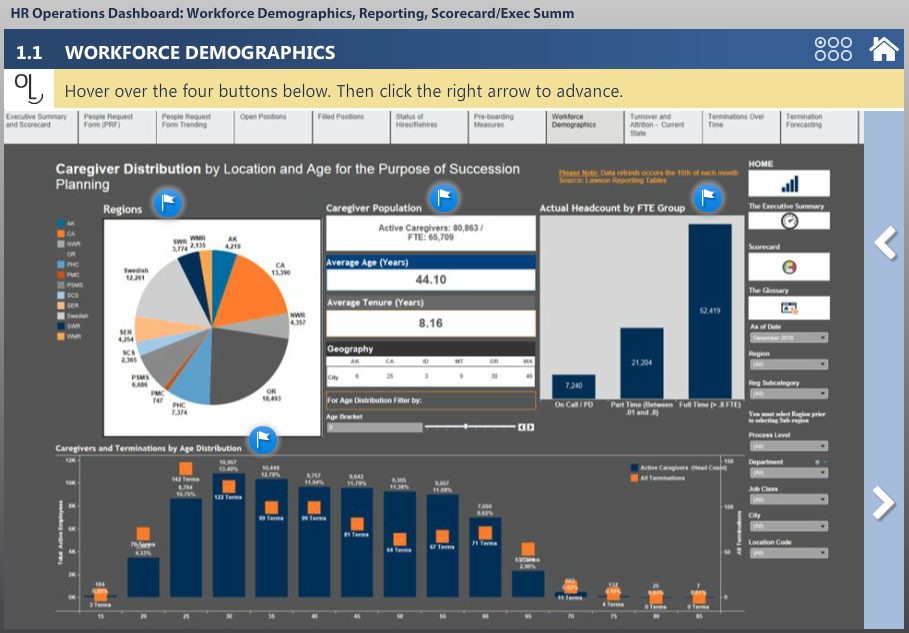 HR Operations Dashboard: Workforce Demographics, Reporting, Scorecard/Exec Summ
1.1 WORKFORCE DEMOGRAPHICS
OL
Hover over the four buttons below. Then click the right arrow to advance.
Executive Summary and Scorecard
People Request Form (PRF)
People Request Form Trending
Open Positions
Filled Positions
Status of Hires/Rehires
Pre-boarding Measures
Workforce Demographics
Turnover and Attrition - Current State
Terminations Over Time
Termination Forecasting
Caregiver Distribution by Location and Age for the Purpose of Succession
Planning
Please Note: Data refresh occurs the 15th of each month
Source: Lawson Reporting Tables
Regions
AK
CA
NWR
OR
PHC
PMC
PSMS
SCS
SER
Swedish
SWR
WMR
SWR
3,774
WMR
2,135
AK
4,219
CA
13,390
NWR
4,357
OR
18,493
PHC
7,374
PMC
747
PSMS
6,686
SCS
2,365
SER
4,254
Swedish
12,261
Caregiver Population
Active Caregivers: 80,863 /
FTE: 65,709
Average Age (Years)
44.10
Average Tenure (Years)
8.16
Geography
AK CA ID MT OR WA
City 6 25 3 9 30 49
For Age Distribution Filter by:
Age Bracket
5
Actual Headcount by FTE Group
7,240
21,204
52,419
On Call / PD
Part Time (Between .01 and .8)
Full Time (> .8 FTE)
HOME
The Executive Summary
Scorecard
The Glossary
As of Date
December 2015
Region
(All)
Reg Subcategory
(All)
You must select Region prior
to selecting Sub-region
Process Level
(All)
Department
(All)
Job Class
(All)
City
(All)
Location Code
(All)
Caregivers and Terminations by Age Distribution
Active Caregivers (Head Count)
All Terminations
Total Active Employees
12K
10K
8K
6K
4K
2K
0K
All Terminations
150
100
50
0
3 Terms
4.33%
142 Terms
8,794
10.75%
10,957
13.40%
122 Terms
10,449
12.78%
99 Terms
9,757
11.94%
99 Terms
9,642
11.79%
81 Terms
9,305
11.38%
64 Terms
9,057
11.08%
67 Terms
7,050
8.62%
71 Terms
2.90%
11 Terms
132
4 Terms
25
0 Terms
7
0 Terms
15 20 25 30 35 40 45 50 55 60 65 70 75 80 85